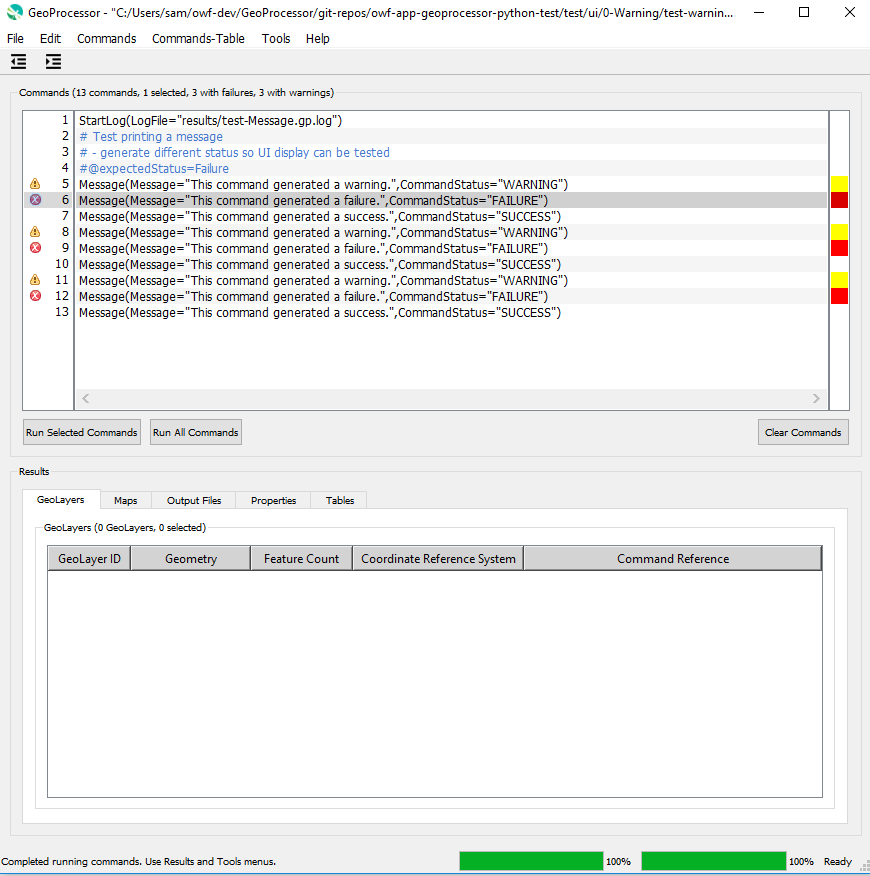 GeoProcessor - "C:/Users/sam/owf-dev/GeoProcessor/git-repos/owf-app-geoprocessor-python-test/test/ui/0-Warning/test-warnin...
File Edit Commands Commands-Table Tools Help
Commands (13 commands, 1 selected, 3 with failures, 3 with warnings)
1 StartLog(LogFile="results/test-Message.gp.log")
2 # Test printing a message
3 # - generate different status so UI display can be tested
4 #@expectedStatus=Failure
5 Message(Message="This command generated a warning.",CommandStatus="WARNING")
6 Message(Message="This command generated a failure.",CommandStatus="FAILURE")
7 Message(Message="This command generated a success.",CommandStatus="SUCCESS")
8 Message(Message="This command generated a warning.",CommandStatus="WARNING")
9 Message(Message="This command generated a failure.",CommandStatus="FAILURE")
10 Message(Message="This command generated a success.",CommandStatus="SUCCESS")
11 Message(Message="This command generated a warning.",CommandStatus="WARNING")
12 Message(Message="This command generated a failure.",CommandStatus="FAILURE")
13 Message(Message="This command generated a success.",CommandStatus="SUCCESS")
Run Selected Commands Run All Commands Clear Commands
Results
GeoLayers Maps Output Files Properties Tables
GeoLayers (0 GeoLayers, 0 selected)
GeoLayer ID Geometry Feature Count Coordinate Reference System Command Reference
Completed running commands. Use Results and Tools menus. 100% 100% Ready